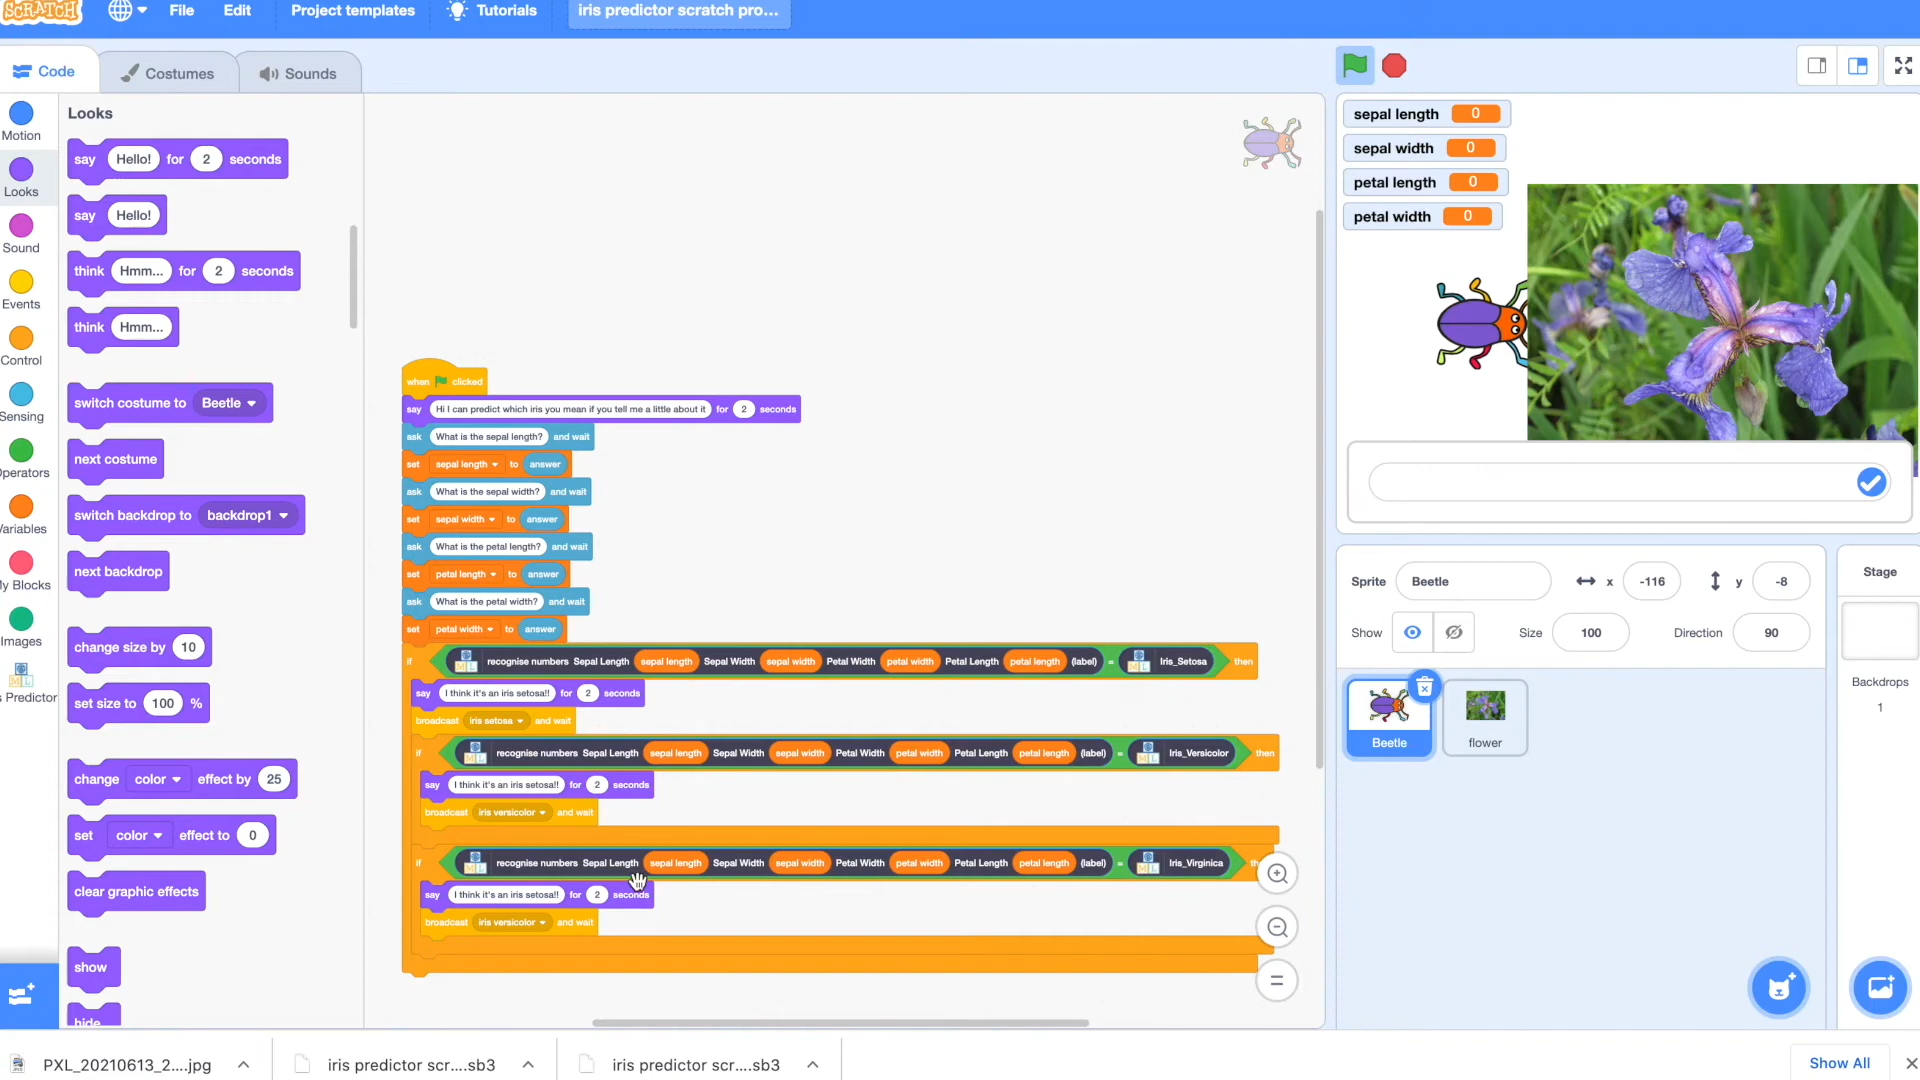 SCRATCH
File Edit Project templates Tutorials iris predictor scratch pro...
Code Costumes Sounds
Motion
Looks
Sound
Events
Control
Sensing
perators
Variables
y Blocks
Images
s Predictor
Looks
say Hello! for 2 seconds
say Hello!
think Hmm... for 2 seconds
think Hmm...
switch costume to Beetle
next costume
switch backdrop to backdrop1
next backdrop
change size by 10
set size to 100 %
change color effect by 25
set color effect to 0
clear graphic effects
show
hide
when clicked
say Hi I can predict which iris you mean if you tell me a little about it for 2 seconds
ask What is the sepal length? and wait
set sepal length to answer
ask What is the sepal width? and wait
set sepal width to answer
ask What is the petal length? and wait
set petal length to answer
ask What is the petal width? and wait
set petal width to answer
if ML recognise numbers Sepal Length sepal length Sepal Width sepal width Petal Width petal width Petal Length petal length (label) = ML Iris_Setosa then
say I think it's an iris setosa!! for 2 seconds
broadcast iris setosa and wait
if ML recognise numbers Sepal Length sepal length Sepal Width sepal width Petal Width petal width Petal Length petal length (label) = ML Iris_Versicolor then
say I think it's an iris setosa!! for 2 seconds
broadcast iris versicolor and wait
if ML recognise numbers Sepal Length sepal length Sepal Width sepal width Petal Width petal width Petal Length petal length (label) = ML Iris_Virginica th
say I think it's an iris setosa!! for 2 seconds
broadcast iris versicolor and wait
sepal length 0
sepal width 0
petal length 0
petal width 0
Sprite Beetle x -116 y -8
Show Size 100 Direction 90
Beetle flower
Stage
Backdrops
1
PXL_20210613_2....jpg iris predictor scr....sb3 iris predictor scr....sb3 Show All